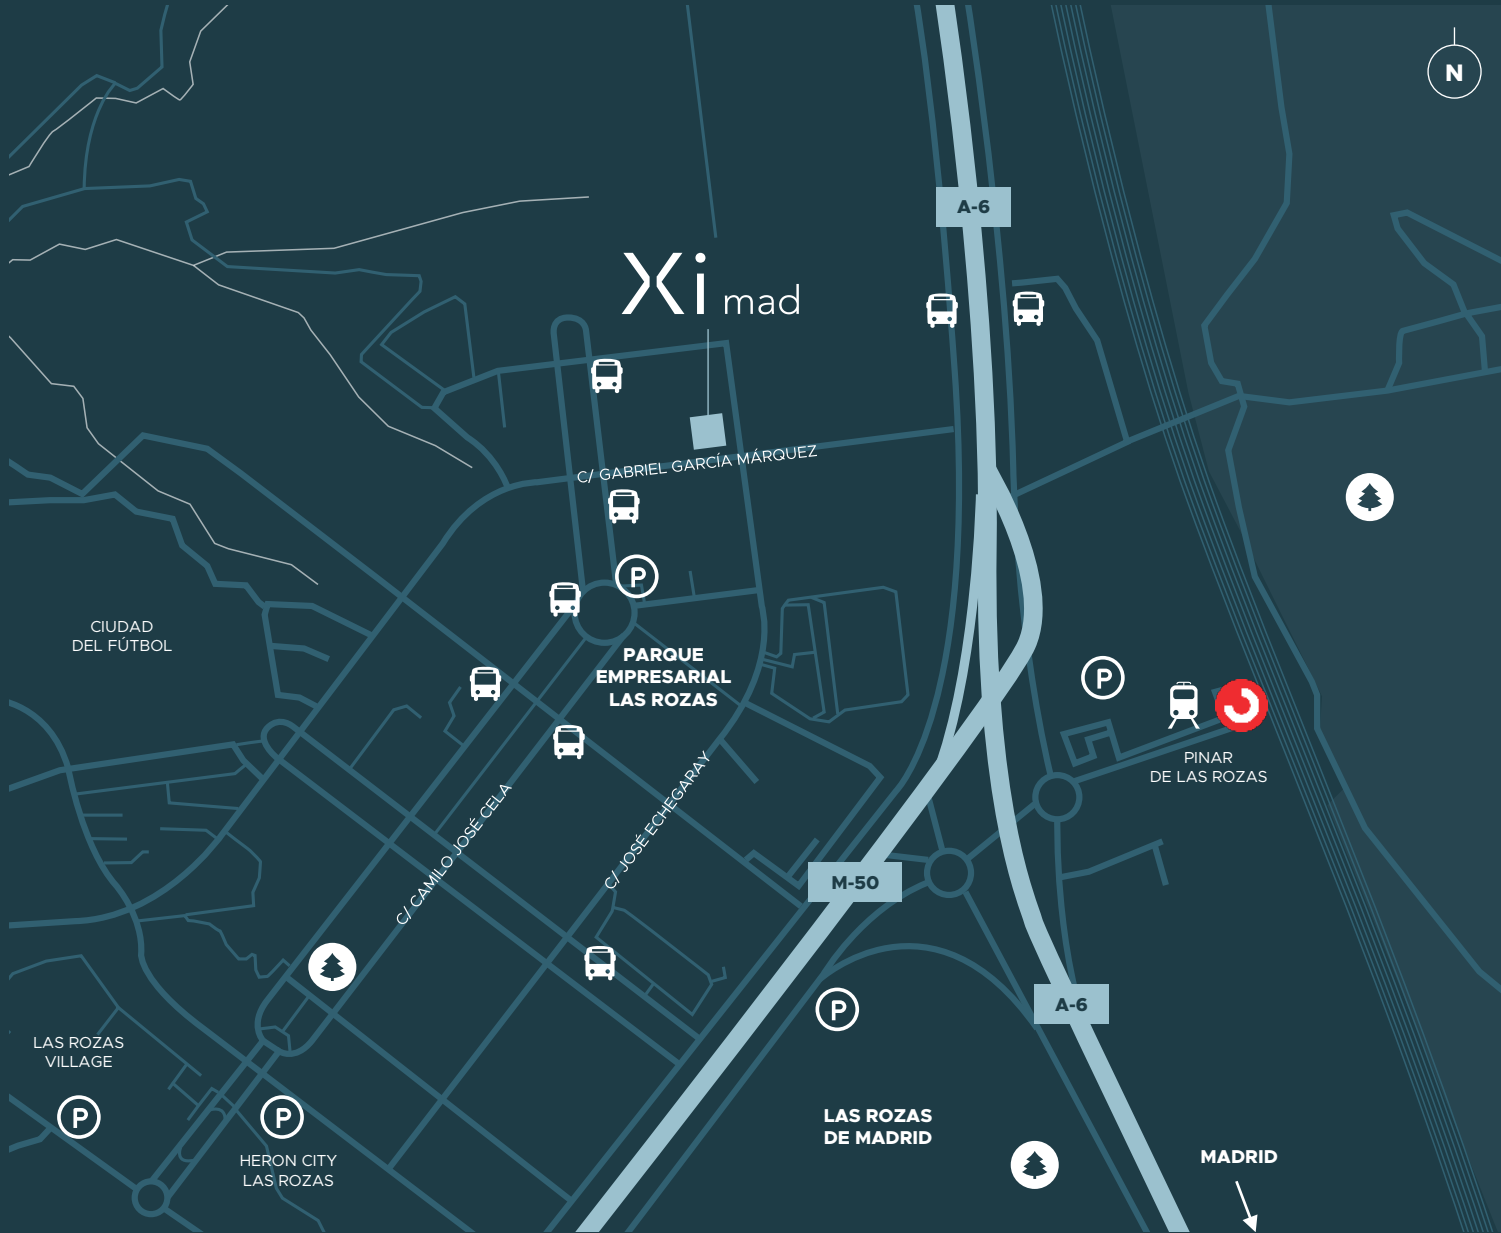 N
A-6
Xi mad
C/ GABRIEL GARCÍA MÁRQUEZ
P
CIUDAD
DEL FÚTBOL
PARQUE
EMPRESARIAL
LAS ROZAS
P
PINAR
DE LAS ROZAS
C/ CAMILO JOSÉ CELA
C/ JOSÉ ECHEGARAY
M-50
P
A-6
LAS ROZAS
VILLAGE
P
P
HERON CITY
LAS ROZAS
LAS ROZAS
DE MADRID
MADRID